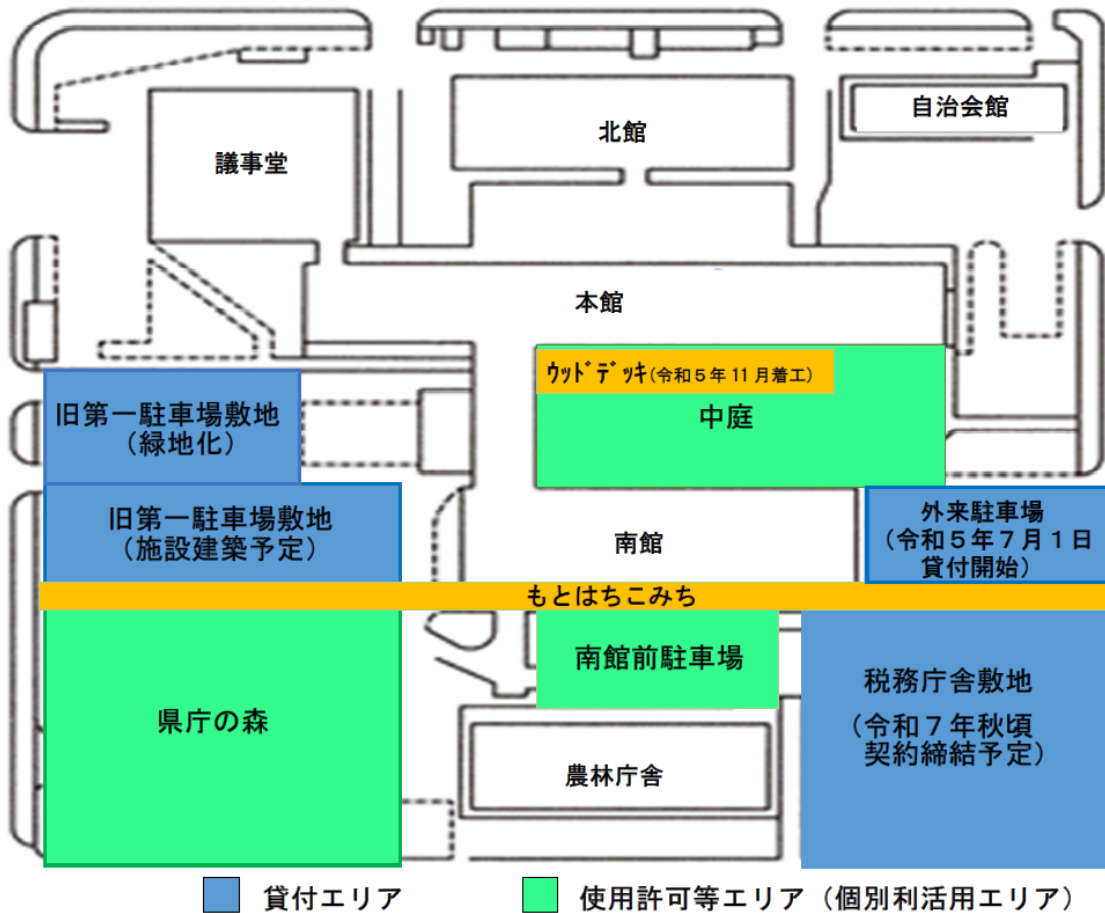 自治会館
北館
議事堂
本館
ｳｯﾄﾞﾃﾞｯｷ(令和５年11月着工)
中庭
旧第一駐車場敷地
（緑地化）
旧第一駐車場敷地
（施設建築予定）
南館
外来駐車場
（令和５年７月１日
貸付開始）
もとはちこみち
南館前駐車場
県庁の森
税務庁舎敷地
（令和７年秋頃
契約締結予定）
農林庁舎
貸付エリア
使用許可等エリア（個別利活用エリア）